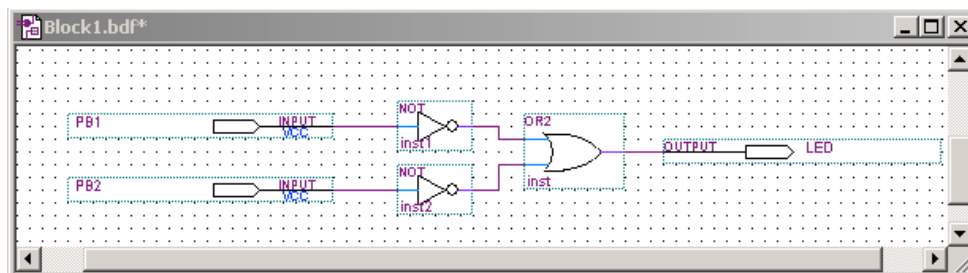 Block1.bdf*
NOT
PB1 INPUT
VCC
inst1
OR2
OUTPUT LED
NOT
PB2 INPUT
VCC
inst
inst2